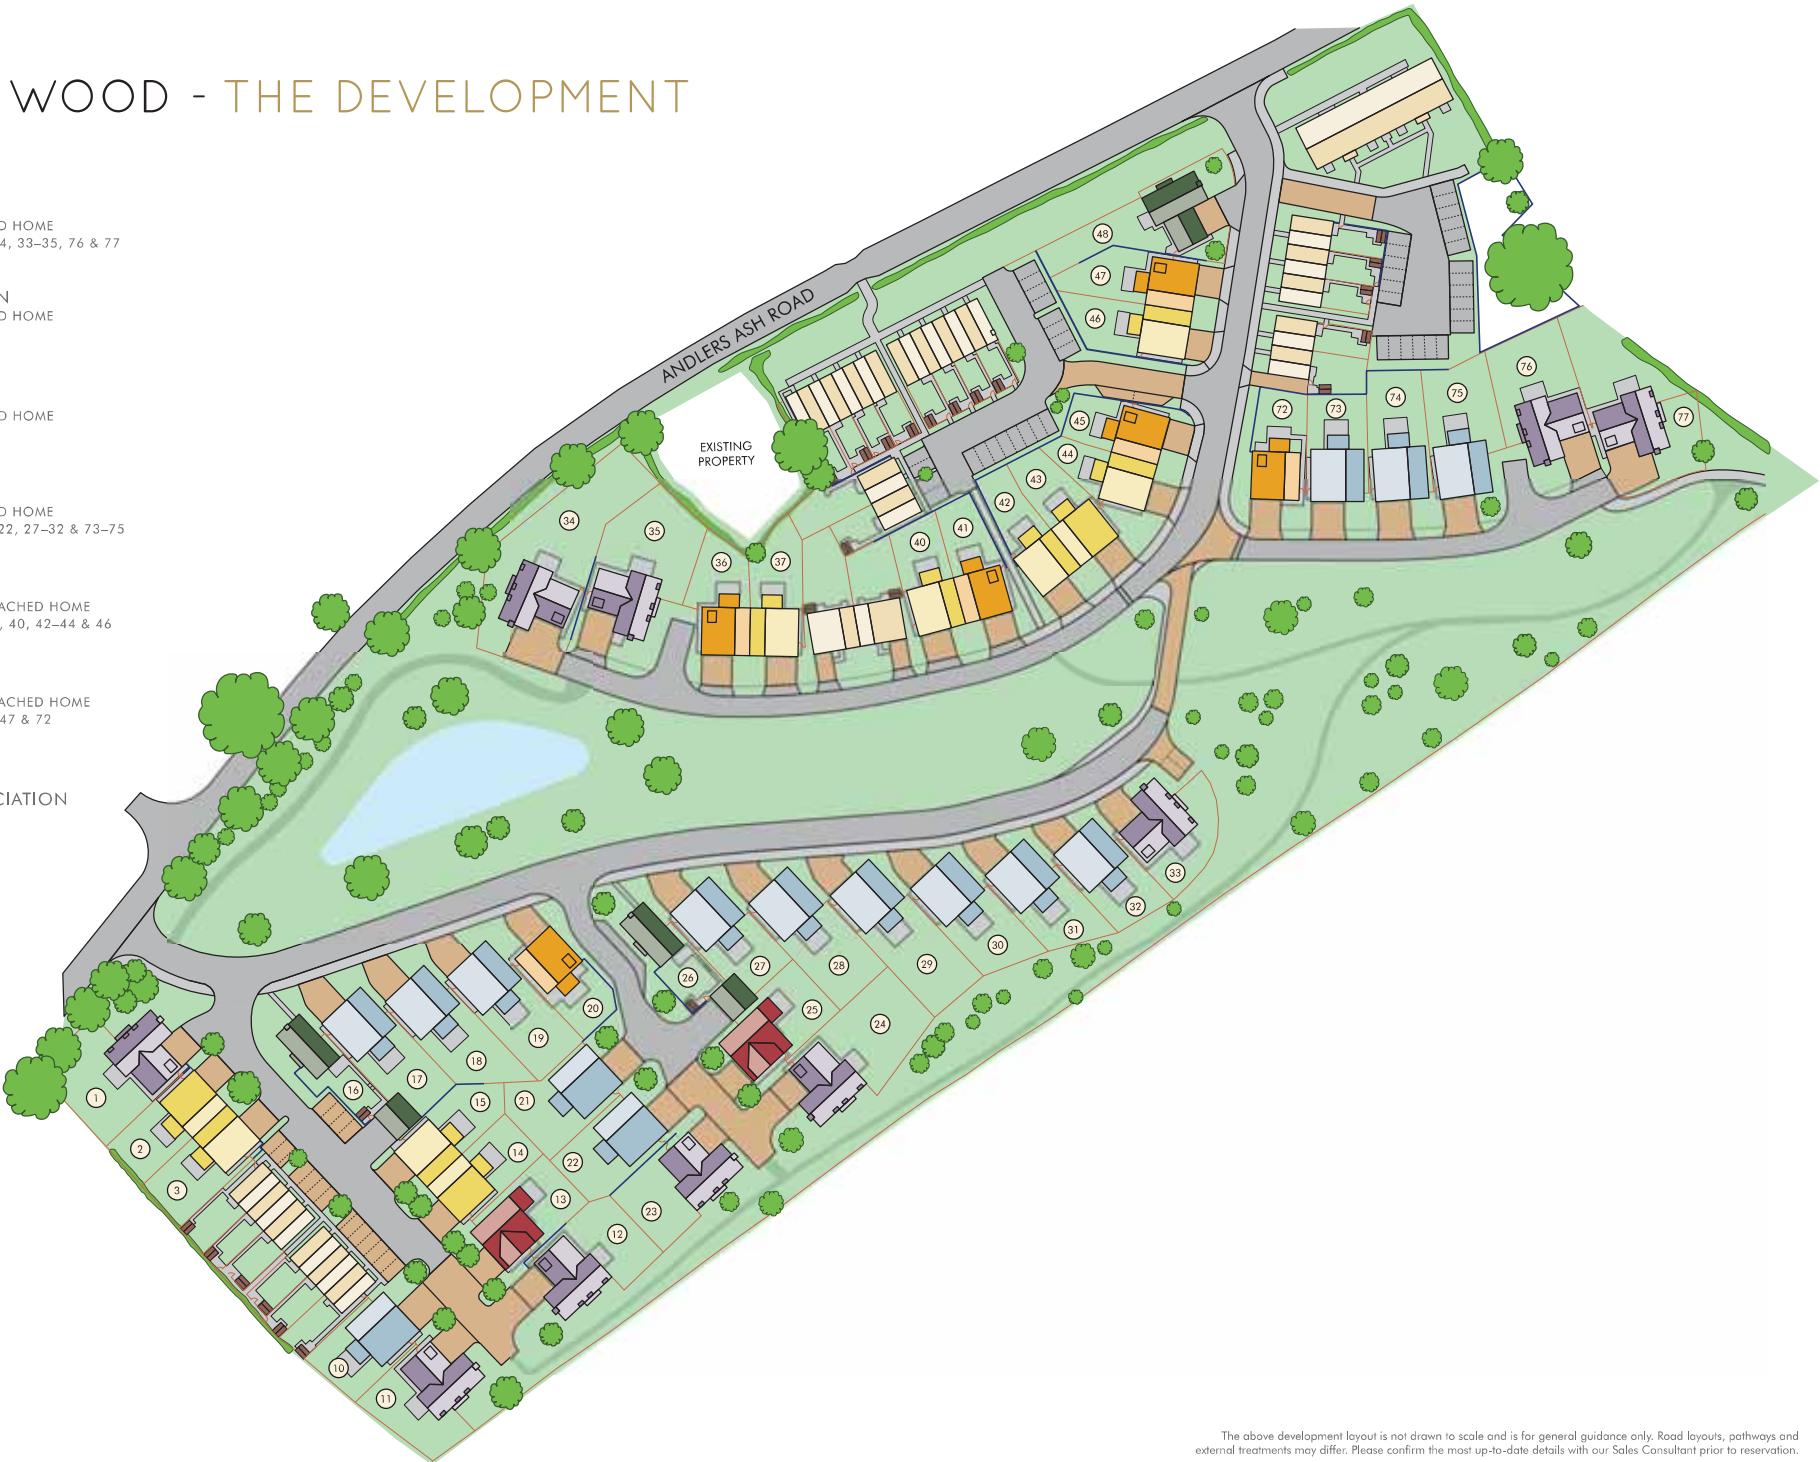 WOOD - THE DEVELOPMENT
D HOME
4, 33–35, 76 & 77
N
D HOME
D HOME
D HOME
22, 27–32 & 73–75
ACHED HOME
, 40, 42–44 & 46
ACHED HOME
47 & 72
CIATION
ANDLERS ASH ROAD
EXISTING
PROPERTY
48
47
46
45
44
43
42
41
40
37
36
35
34
72
73
74
75
76
77
33
32
31
30
29
28
27
26
25
24
23
22
21
20
19
18
17
16
15
14
13
12
11
10
1
2
3
The above development layout is not drawn to scale and is for general guidance only. Road layouts, pathways and
external treatments may differ. Please confirm the most up-to-date details with our Sales Consultant prior to reservation.